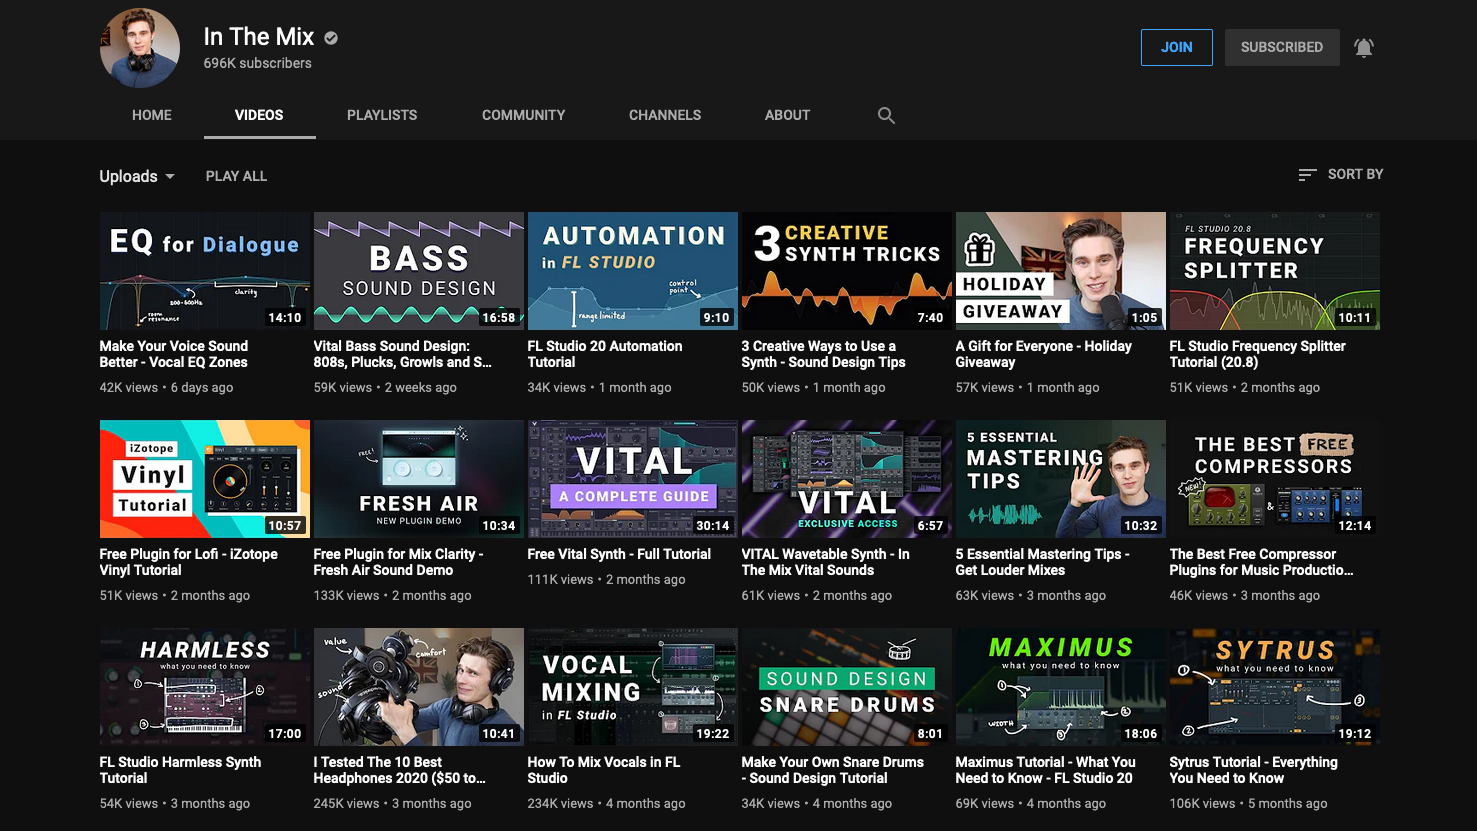 In The Mix
696K subscribers
JOIN
SUBSCRIBED
HOME
VIDEOS
PLAYLISTS
COMMUNITY
CHANNELS
ABOUT
Uploads
PLAY ALL
SORT BY
EQ for Dialogue
200-600Hz
clarity
room
resonance
14:10
Make Your Voice Sound
Better - Vocal EQ Zones
42K views • 6 days ago
BASS
SOUND DESIGN
16:58
Vital Bass Sound Design:
808s, Plucks, Growls and S...
59K views • 2 weeks ago
AUTOMATION
in FL STUDIO
control
point
range limited
9:10
FL Studio 20 Automation
Tutorial
34K views • 1 month ago
3 CREATIVE
SYNTH TRICKS
7:40
3 Creative Ways to Use a
Synth - Sound Design Tips
50K views • 1 month ago
HOLIDAY
GIVEAWAY
1:05
A Gift for Everyone - Holiday
Giveaway
57K views • 1 month ago
C3 C4 C5 C6 C7
FL STUDIO 20.8
FREQUENCY
SPLITTER
10:11
FL Studio Frequency Splitter
Tutorial (20.8)
51K views • 2 months ago
iZotope
Vinyl
Tutorial
10:57
Free Plugin for Lofi - iZotope
Vinyl Tutorial
51K views • 2 months ago
FREE!
FRESH AIR
NEW PLUGIN DEMO
10:34
Free Plugin for Mix Clarity -
Fresh Air Sound Demo
133K views • 2 months ago
VITAL
A COMPLETE GUIDE
30:14
Free Vital Synth - Full Tutorial
111K views • 2 months ago
VITAL
EXCLUSIVE ACCESS
6:57
VITAL Wavetable Synth - In
The Mix Vital Sounds
61K views • 2 months ago
5 ESSENTIAL
MASTERING
TIPS
10:32
5 Essential Mastering Tips -
Get Louder Mixes
63K views • 3 months ago
THE BEST FREE
COMPRESSORS
NEW!
&
12:14
The Best Free Compressor
Plugins for Music Productio...
46K views • 3 months ago
HARMLESS
what you need to know
1
2
3
17:00
FL Studio Harmless Synth
Tutorial
54K views • 3 months ago
value
comfort
sound
10:41
I Tested The 10 Best
Headphones 2020 ($50 to...
245K views • 3 months ago
VOCAL
MIXING
in FL Studio
19:22
How To Mix Vocals in FL
Studio
234K views • 4 months ago
SOUND DESIGN
SNARE DRUMS
8:01
Make Your Own Snare Drums
- Sound Design Tutorial
34K views • 4 months ago
MAXIMUS
what you need to know
1
2
WIDTH
3
18:06
Maximus Tutorial - What You
Need to Know - FL Studio 20
69K views • 4 months ago
SYTRUS
what you need to know
1
3
2
19:12
Sytrus Tutorial - Everything
You Need to Know
106K views • 5 months ago